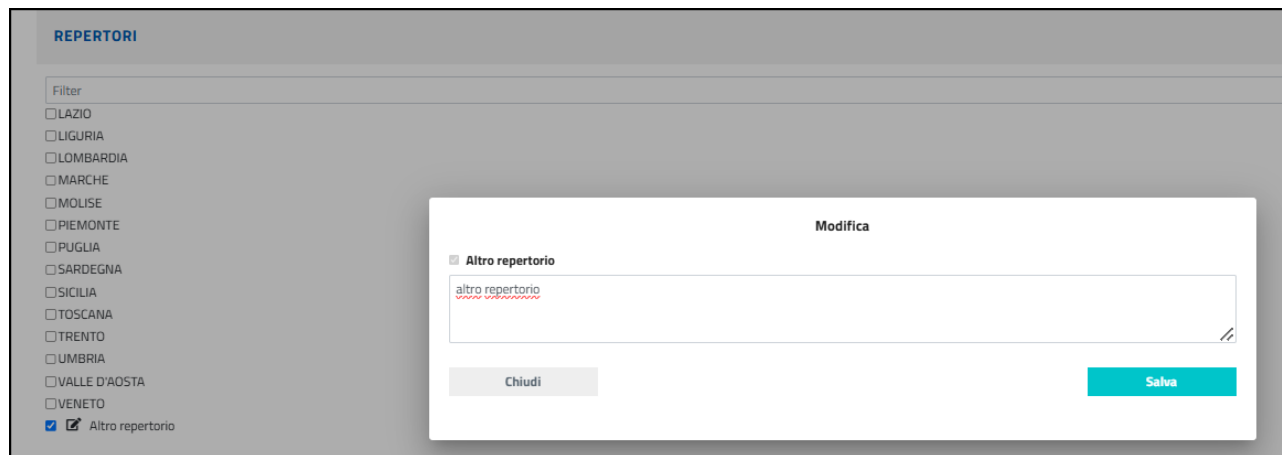 REPERTORI
Filter
LAZIO
LIGURIA
LOMBARDIA
MARCHE
MOLISE
PIEMONTE
PUGLIA
SARDEGNA
SICILIA
TOSCANA
TRENTO
UMBRIA
VALLE D'AOSTA
VENETO
Altro repertorio
Modifica
Altro repertorio
altro repertorio
Chiudi
Salva